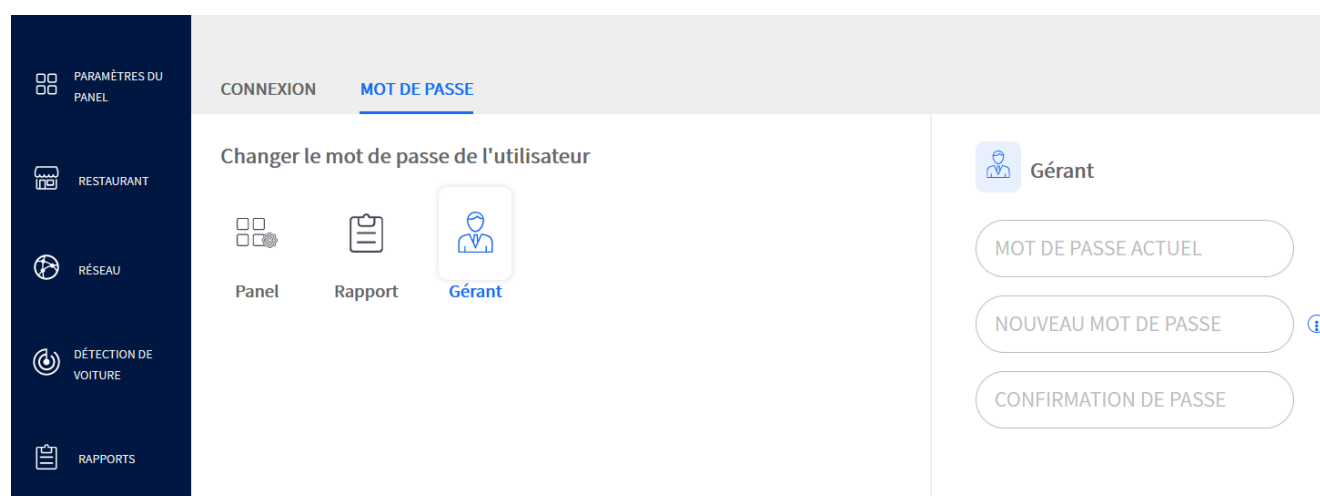 PARAMÈTRES DU
PANEL
RESTAURANT
RÉSEAU
DÉTECTION DE
VOITURE
RAPPORTS
CONNEXION
MOT DE PASSE
Changer le mot de passe de l'utilisateur
Panel
Rapport
Gérant
Gérant
MOT DE PASSE ACTUEL
NOUVEAU MOT DE PASSE
CONFIRMATION DE PASSE